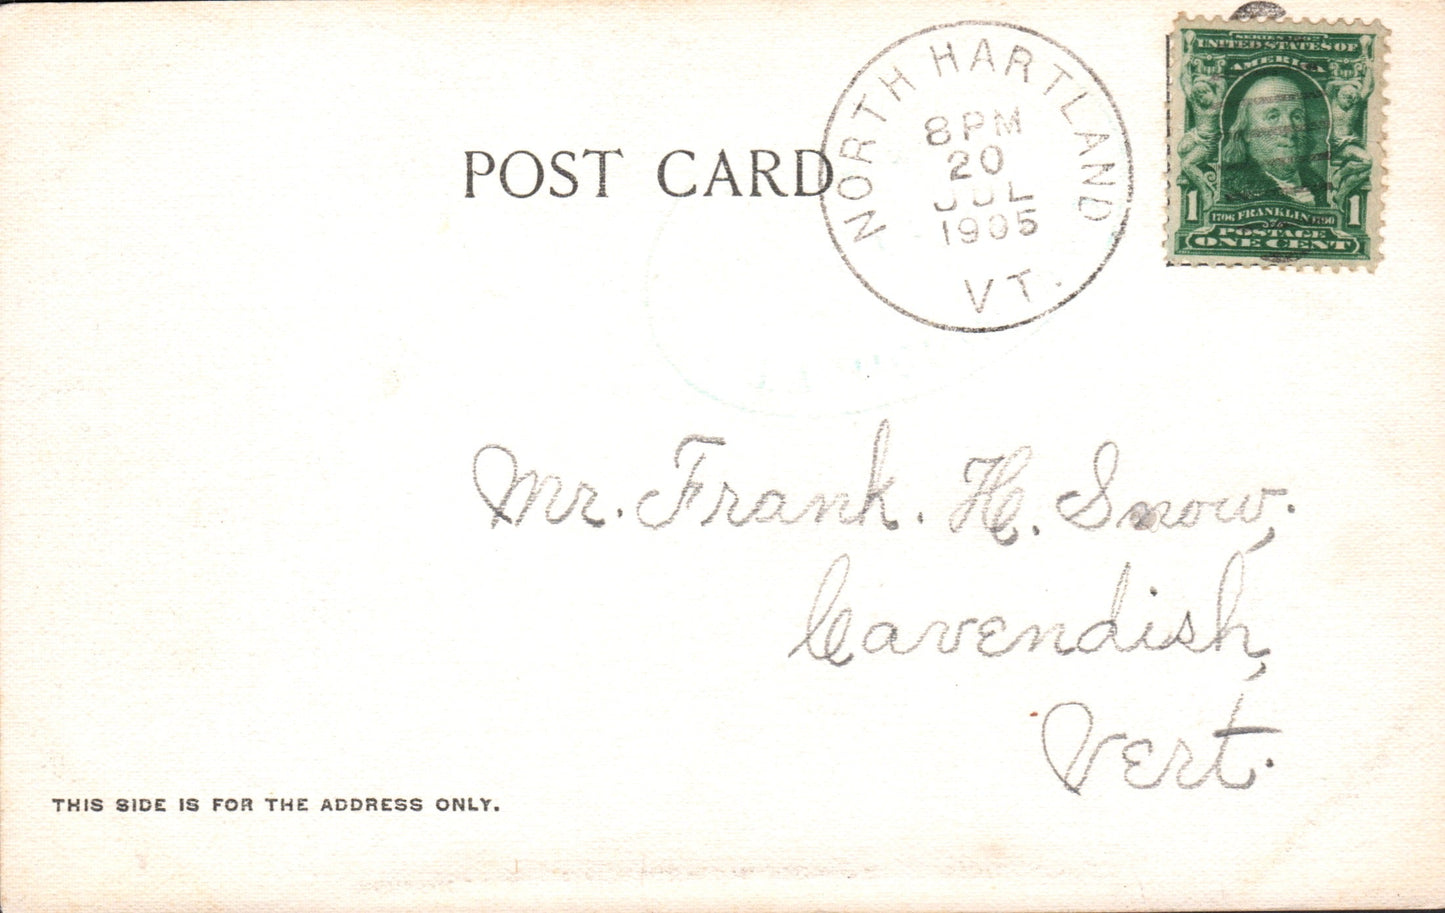 POST CARD
NORTH HARTLAND
8 PM
20
JUL
1905
VT.
SERIES 1902
UNITED STATES OF
AMERICA
1
1706 FRANKLIN 1790
1
POSTAGE
ONE CENT
Mr. Frank. H. Snow,.
Cavendish,
Vert.
THIS SIDE IS FOR THE ADDRESS ONLY.